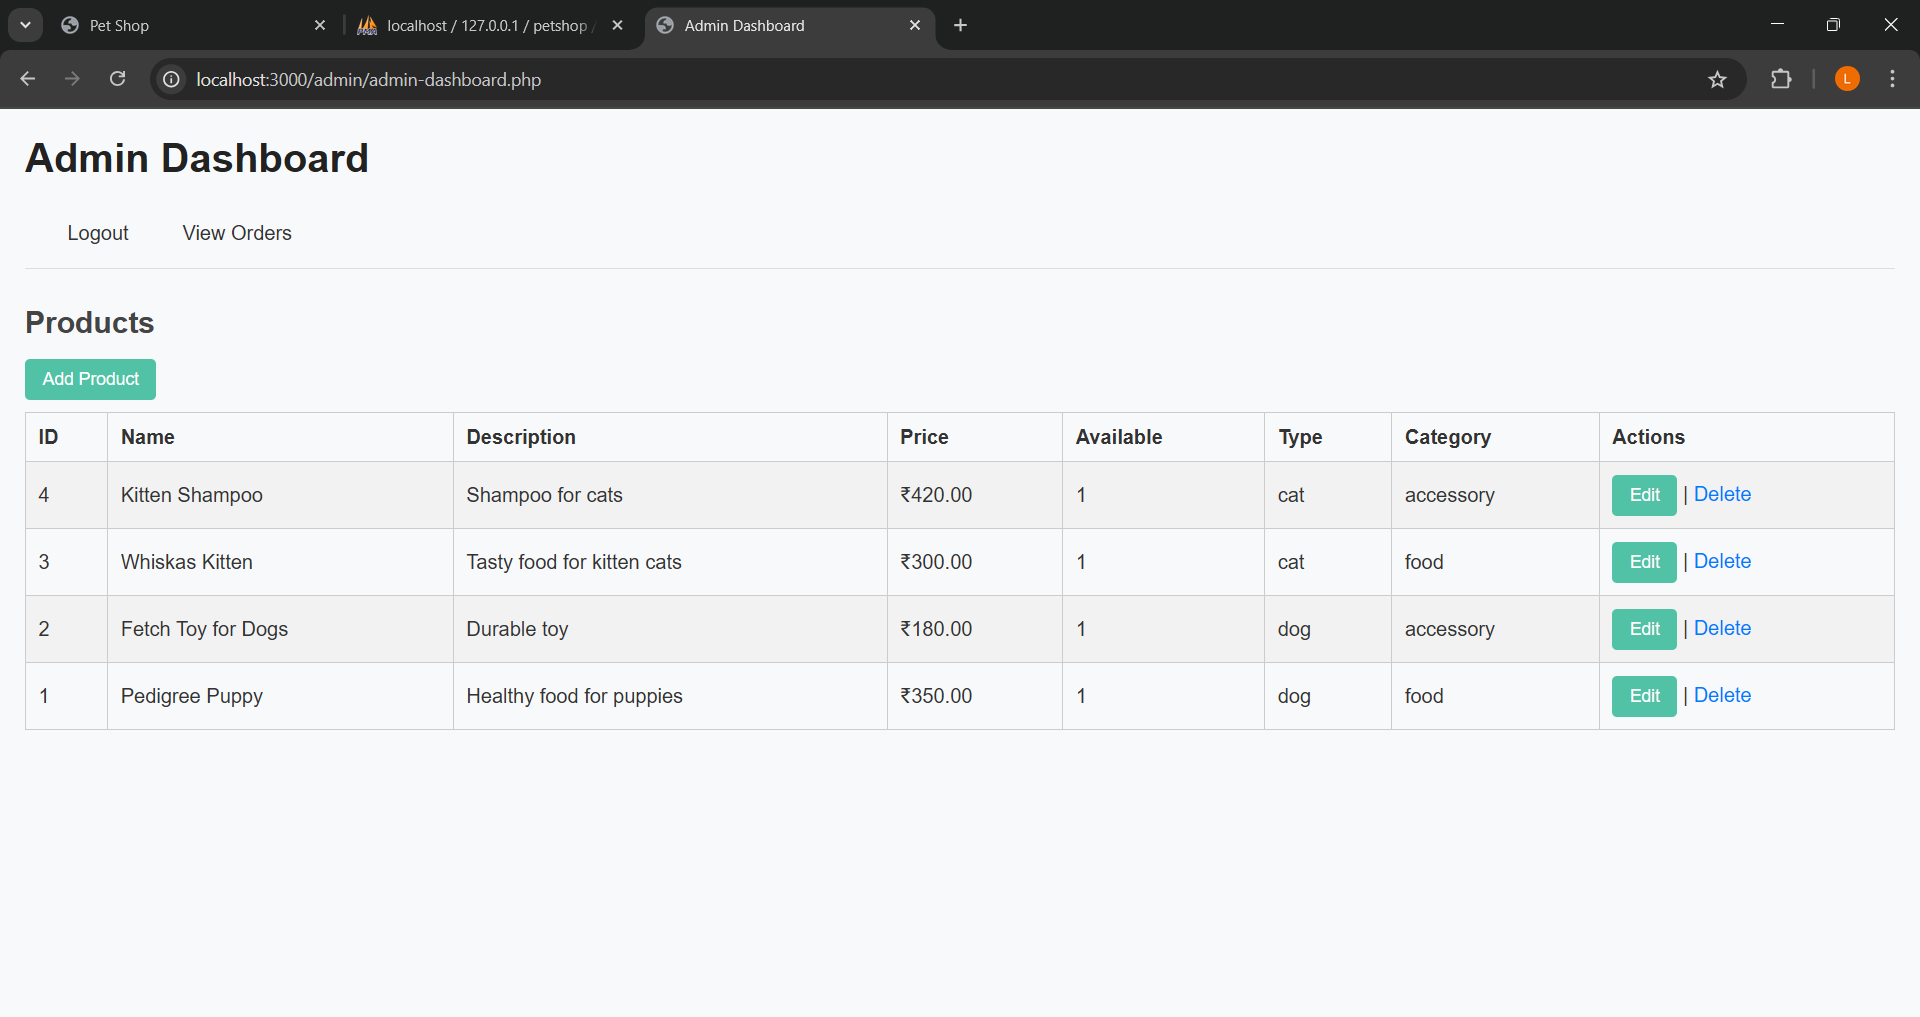 Pet Shop
localhost / 127.0.0.1 / petshop /
Admin Dashboard
localhost:3000/admin/admin-dashboard.php
L
Admin Dashboard
Logout View Orders
Products
Add Product
ID Name Description Price Available Type Category Actions
4 Kitten Shampoo Shampoo for cats ₹420.00 1 cat accessory Edit | Delete
3 Whiskas Kitten Tasty food for kitten cats ₹300.00 1 cat food Edit | Delete
2 Fetch Toy for Dogs Durable toy ₹180.00 1 dog accessory Edit | Delete
1 Pedigree Puppy Healthy food for puppies ₹350.00 1 dog food Edit | Delete